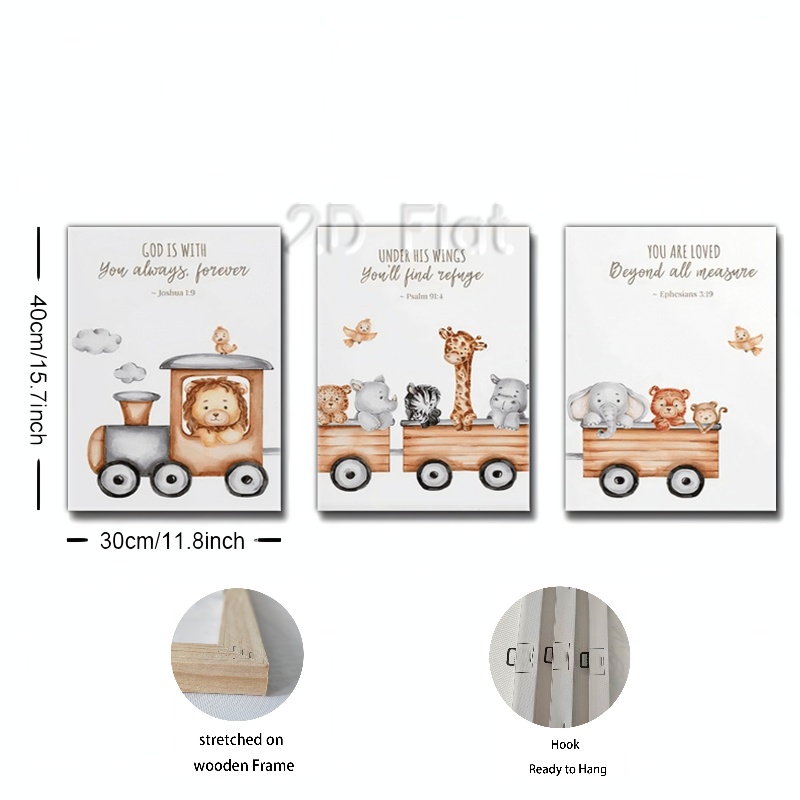 2.D Flat.
GOD IS WITH
You always, forever
~ Joshua 1:9
UNDER HIS WINGS
You'll find refuge
~ Psalm 91:4
YOU ARE LOVED
Beyond all measure
~ Ephesians 3:19
40cm/15.7inch
30cm/11.8inch
stretched on
wooden Frame
Hook
Ready to Hang